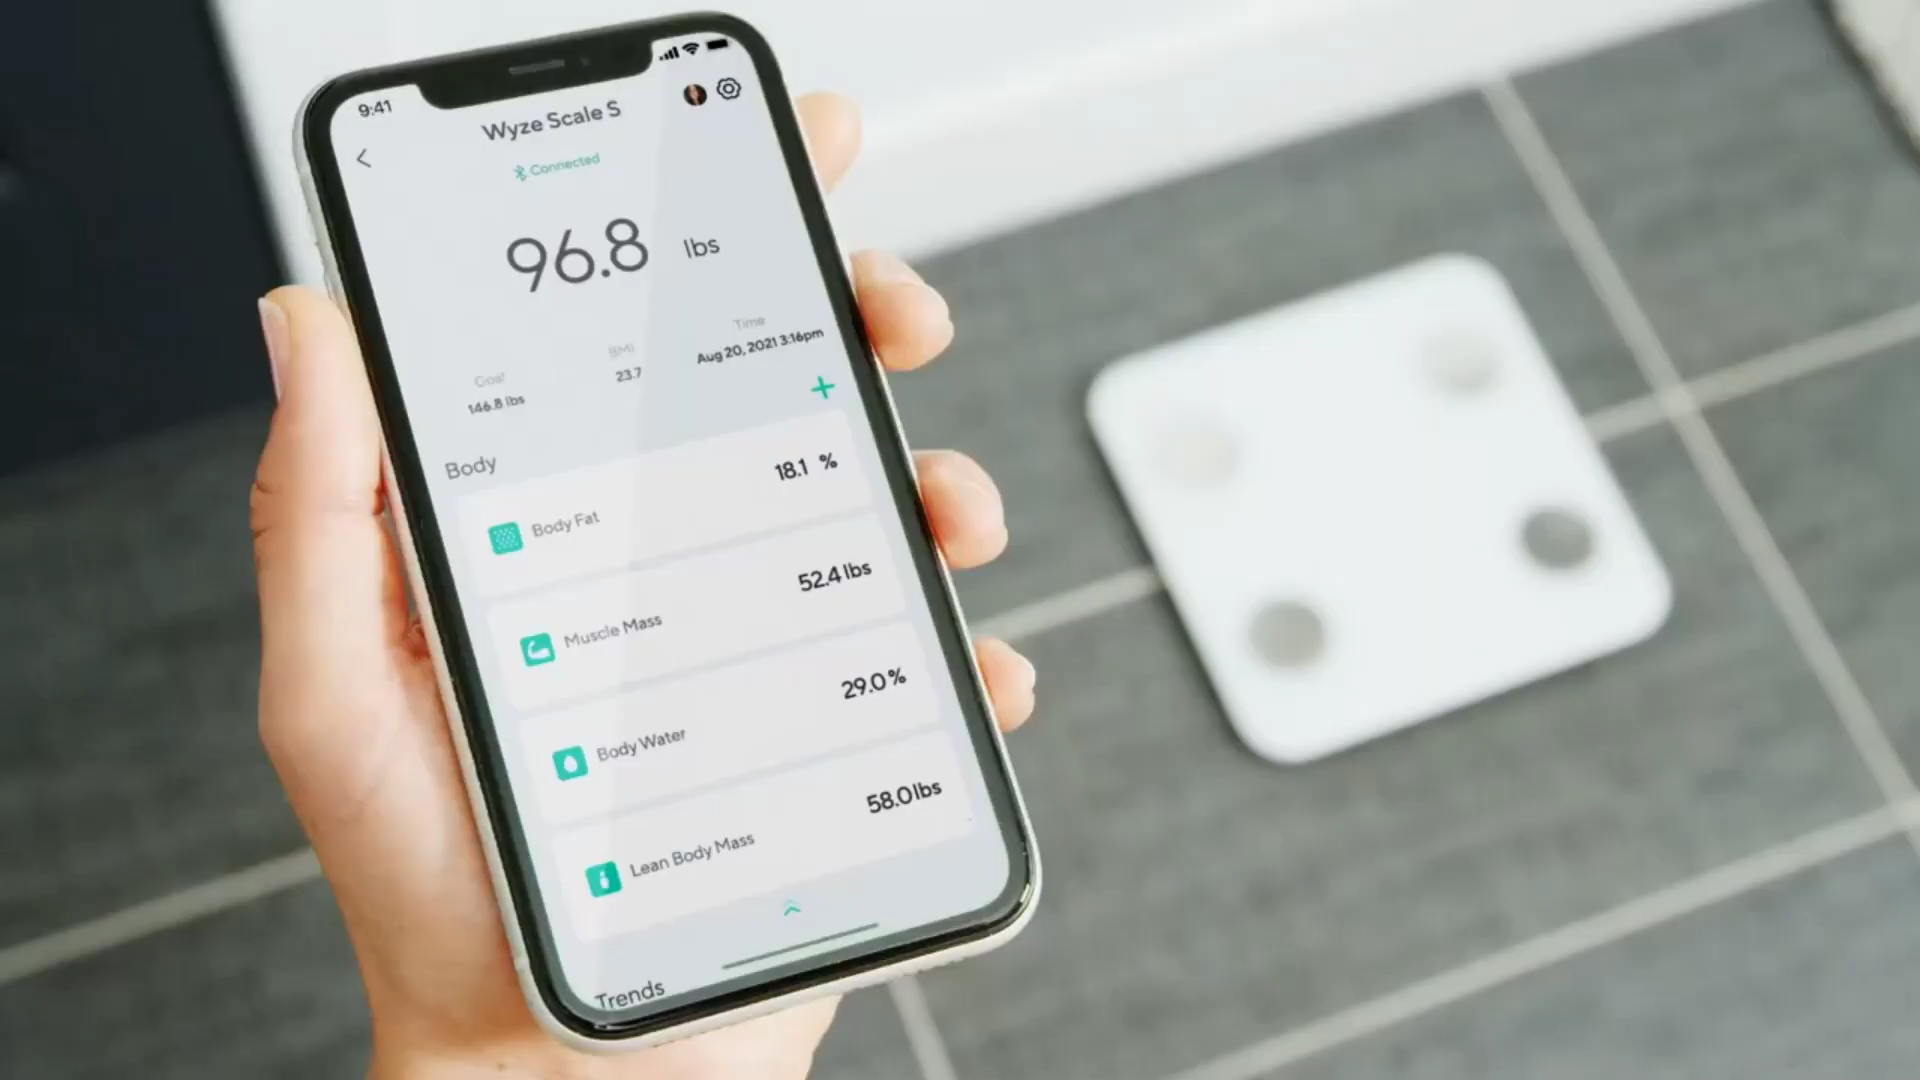 9:41
Wyze Scale S
Connected
96.8 lbs
Goal
146.8 lbs
BMI
23.7
Time
Aug 20, 2021 3:16pm
Body
Body Fat
18.1 %
Muscle Mass
52.4 lbs
Body Water
29.0 %
Lean Body Mass
58.0 lbs
Trends